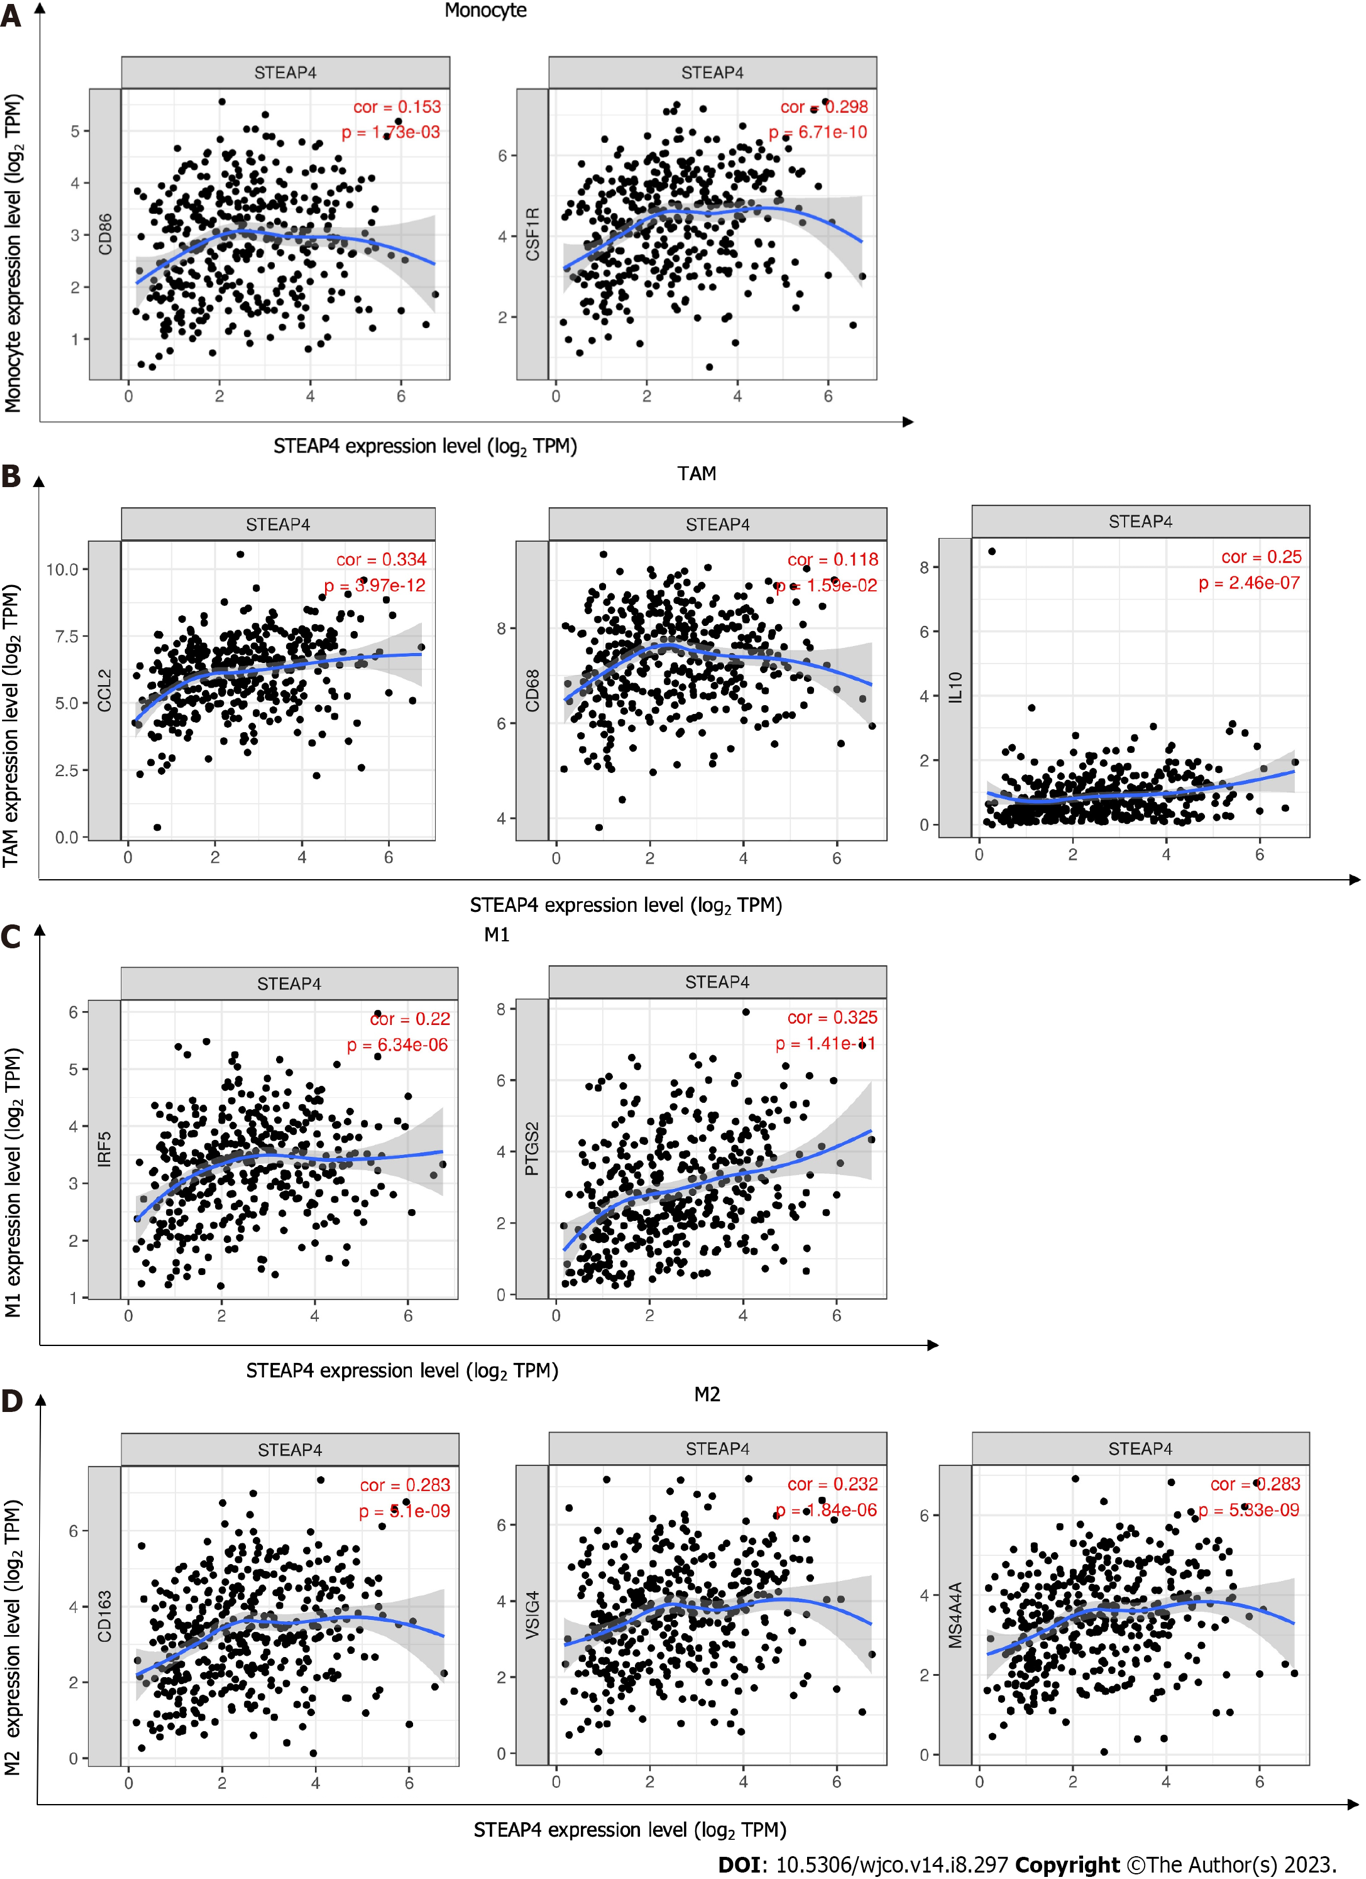 A
Monocyte
Monocyte expression level (log2 TPM)
STEAP4
CD86
cor = 0.153
p = 1.73e-03
5
4
3
2
1
0 2 4 6
STEAP4
CSF1R
cor = 0.298
p = 6.71e-10
6
4
2
0 2 4 6
STEAP4 expression level (log2 TPM)
B
TAM
TAM expression level (log2 TPM)
STEAP4
CCL2
cor = 0.334
p = 3.97e-12
10.0
7.5
5.0
2.5
0.0
0 2 4 6
STEAP4
CD68
cor = 0.118
p = 1.59e-02
8
6
4
0 2 4 6
STEAP4
IL10
cor = 0.25
p = 2.46e-07
8
6
4
2
0
0 2 4 6
STEAP4 expression level (log2 TPM)
C
M1
M1 expression level (log2 TPM)
STEAP4
IRF5
cor = 0.22
p = 6.34e-06
6
5
4
3
2
1
0 2 4 6
STEAP4
PTGS2
cor = 0.325
p = 1.41e-11
8
6
4
2
0
0 2 4 6
STEAP4 expression level (log2 TPM)
D
M2
M2 expression level (log2 TPM)
STEAP4
CD163
cor = 0.283
p = 5.1e-09
6
4
2
0
0 2 4 6
STEAP4
VSIG4
cor = 0.232
p = 1.84e-06
6
4
2
0
0 2 4 6
STEAP4
MS4A4A
cor = 0.283
p = 5.33e-09
6
4
2
0
0 2 4 6
STEAP4 expression level (log2 TPM)
DOI: 10.5306/wjco.v14.i8.297 Copyright ©The Author(s) 2023.